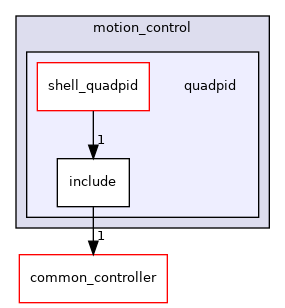 motion_control
shell_quadpid
quadpid
1
include
1
common_controller